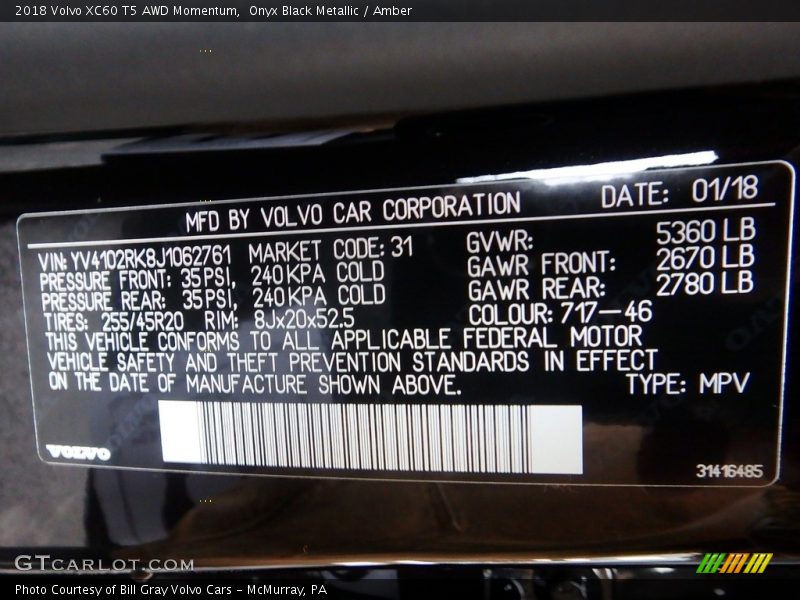 2018 Volvo XC60 T5 AWD Momentum,  Onyx Black Metallic / Amber
MFD BY VOLVO CAR CORPORATION DATE: 01/18
VIN: YV4102RK8J1062761 MARKET CODE: 31 GVWR: 5360 LB
PRESSURE FRONT: 35 PSI, 240 KPA COLD GAWR FRONT: 2670 LB
PRESSURE REAR: 35 PSI, 240 KPA COLD GAWR REAR: 2780 LB
TIRES: 255/45R20 RIM: 8Jx20x52.5 COLOUR: 717—46
THIS VEHICLE CONFORMS TO ALL APPLICABLE FEDERAL MOTOR
VEHICLE SAFETY AND THEFT PREVENTION STANDARDS IN EFFECT
ON THE DATE OF MANUFACTURE SHOWN ABOVE. TYPE: MPV
VOLVO
31416485
GTCARLOT.COM
Photo Courtesy of Bill Gray Volvo Cars - McMurray, PA